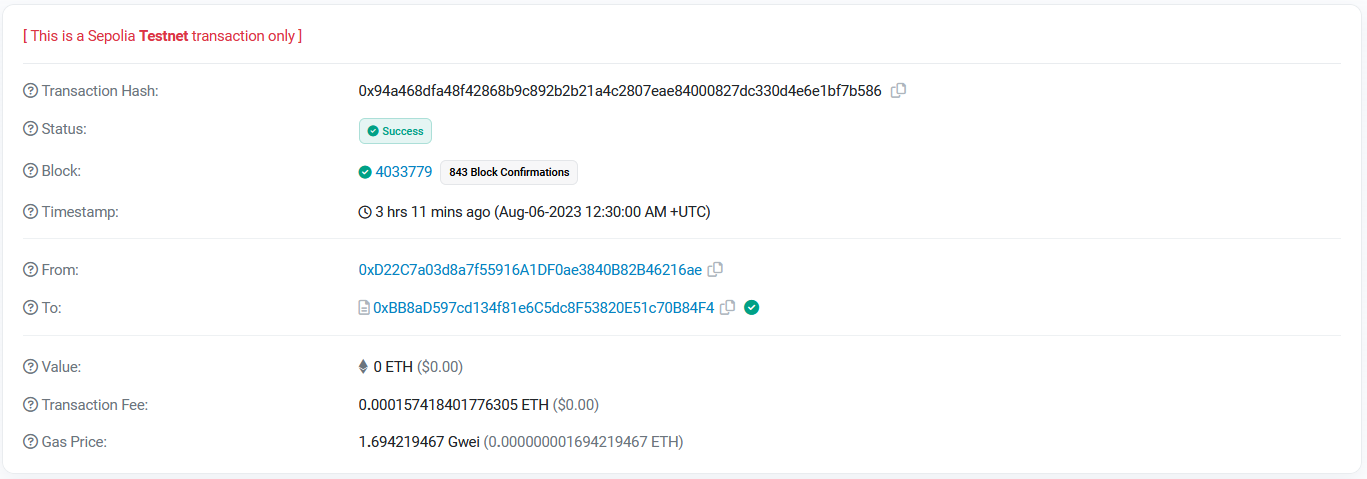 [ This is a Sepolia Testnet transaction only ]
Transaction Hash: 0x94a468dfa48f42868b9c892b2b21a4c2807eae84000827dc330d4e6e1bf7b586
Status: Success
Block: 4033779 843 Block Confirmations
Timestamp: 3 hrs 11 mins ago (Aug-06-2023 12:30:00 AM +UTC)
From: 0xD22C7a03d8a7f55916A1DF0ae3840B82B46216ae
To: 0xBB8aD597cd134f81e6C5dc8F53820E51c70B84F4
Value: 0 ETH ($0.00)
Transaction Fee: 0.000157418401776305 ETH ($0.00)
Gas Price: 1.694219467 Gwei (0.000000001694219467 ETH)